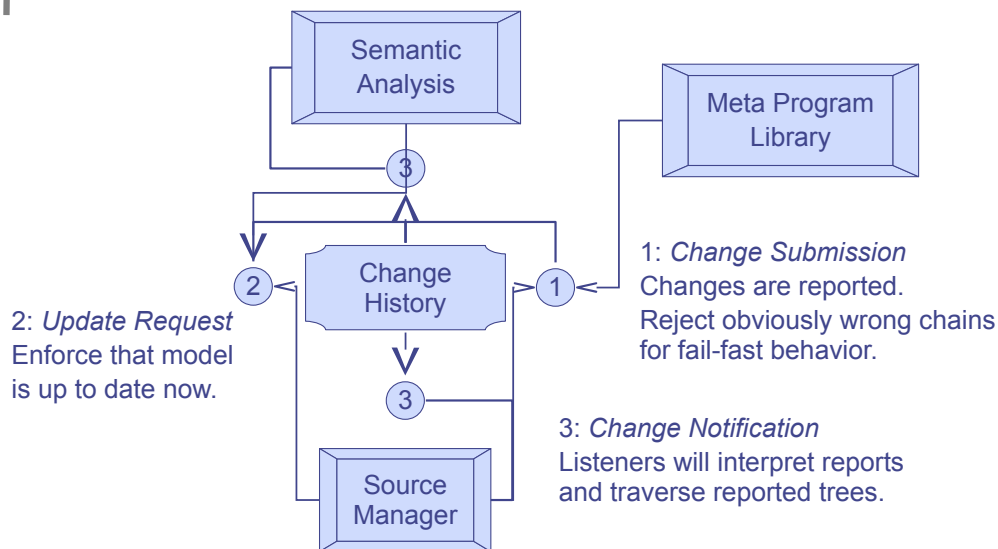 Semantic
Analysis
Meta Program
Library
3
2
Change
History
1
1: Change Submission
Changes are reported.
Reject obviously wrong chains
for fail-fast behavior.
2: Update Request
Enforce that model
is up to date now.
3
3: Change Notification
Listeners will interpret reports
and traverse reported trees.
Source
Manager